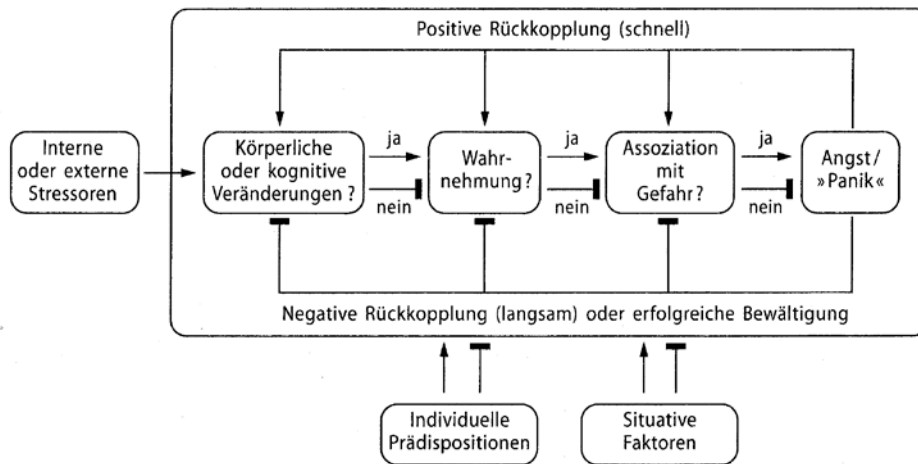 Positive Rückkopplung (schnell)
Interne
oder externe
Stressoren
Körperliche
oder kognitive
Veränderungen ?
ja
nein
Wahr-
nehmung ?
ja
nein
Assoziation
mit
Gefahr ?
ja
nein
Angst /
»Panik«
Negative Rückkopplung (langsam) oder erfolgreiche Bewältigung
Individuelle
Prädispositionen
Situative
Faktoren